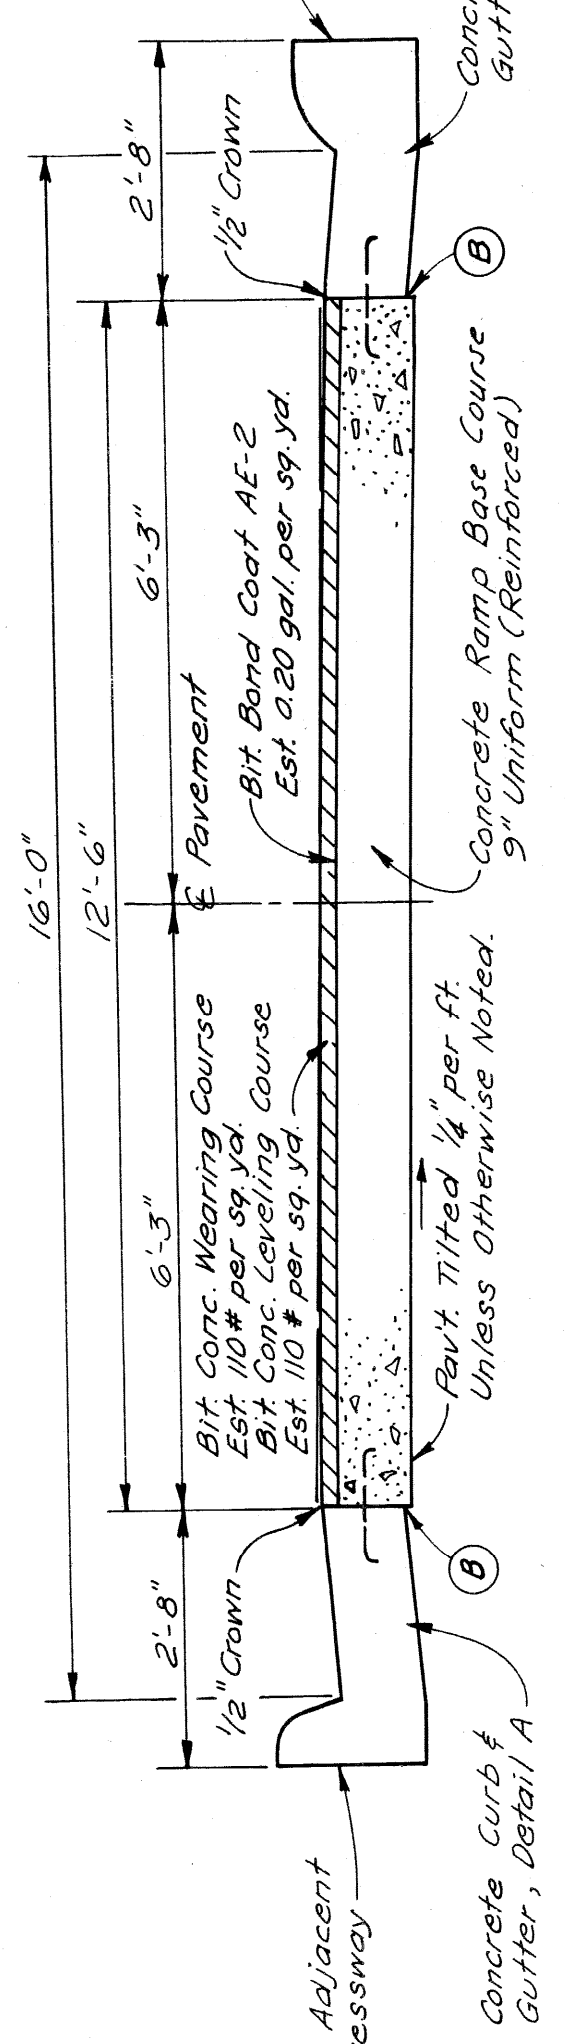 16'-0"
12'-6"
2'-8"
6'-3"
6'-3"
2'-8"
1/2" Crown
Bit. Conc. Wearing Course
Est. 110# per sq. yd.
Bit. Conc. Leveling Course
Est. 110# per sq. yd.
℄ Pavement
Bit. Bond Coat AE-2
Est. 0.20 gal. per sq. yd.
1/2" Crown
Adjacent
essway
B
B
Concrete Curb &
Gutter, Detail A
Pav't. Tilted 1/4" per ft.
Unless Otherwise Noted.
Concrete Ramp Base Course
9" Uniform (Reinforced)
Concr
Gutt